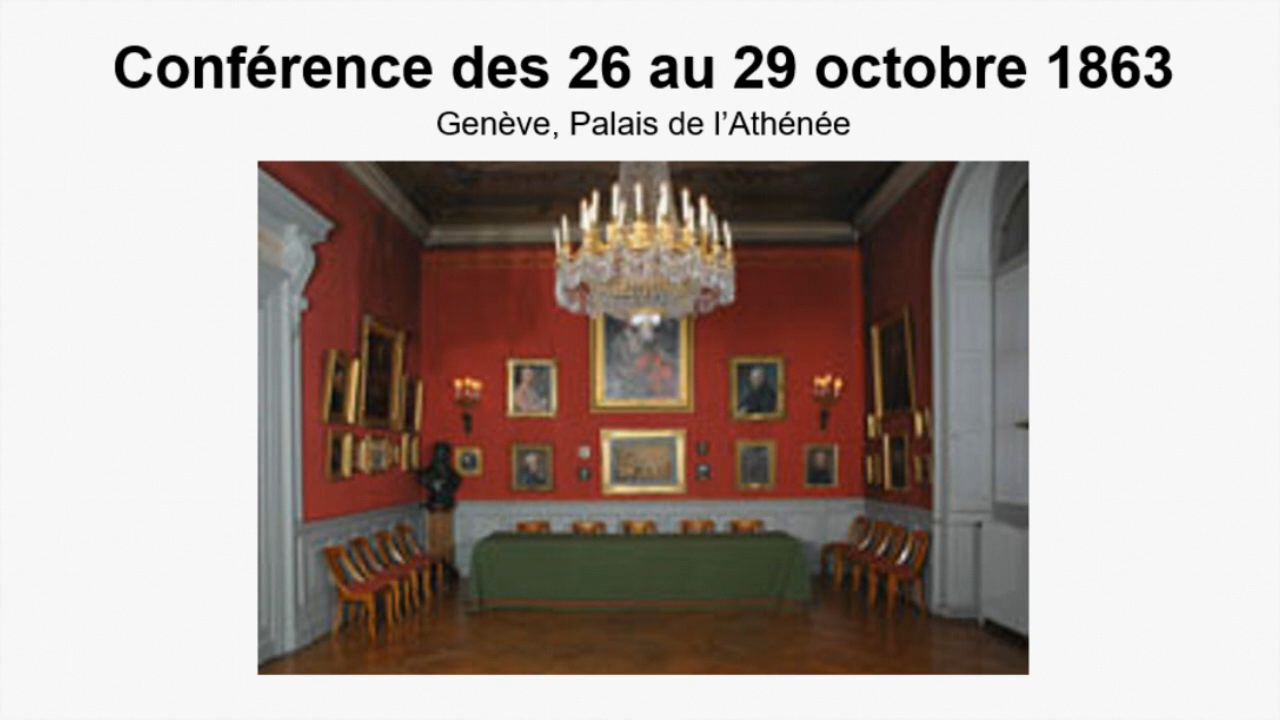 Conférence des 26 au 29 octobre 1863
Genève, Palais de l’Athénée